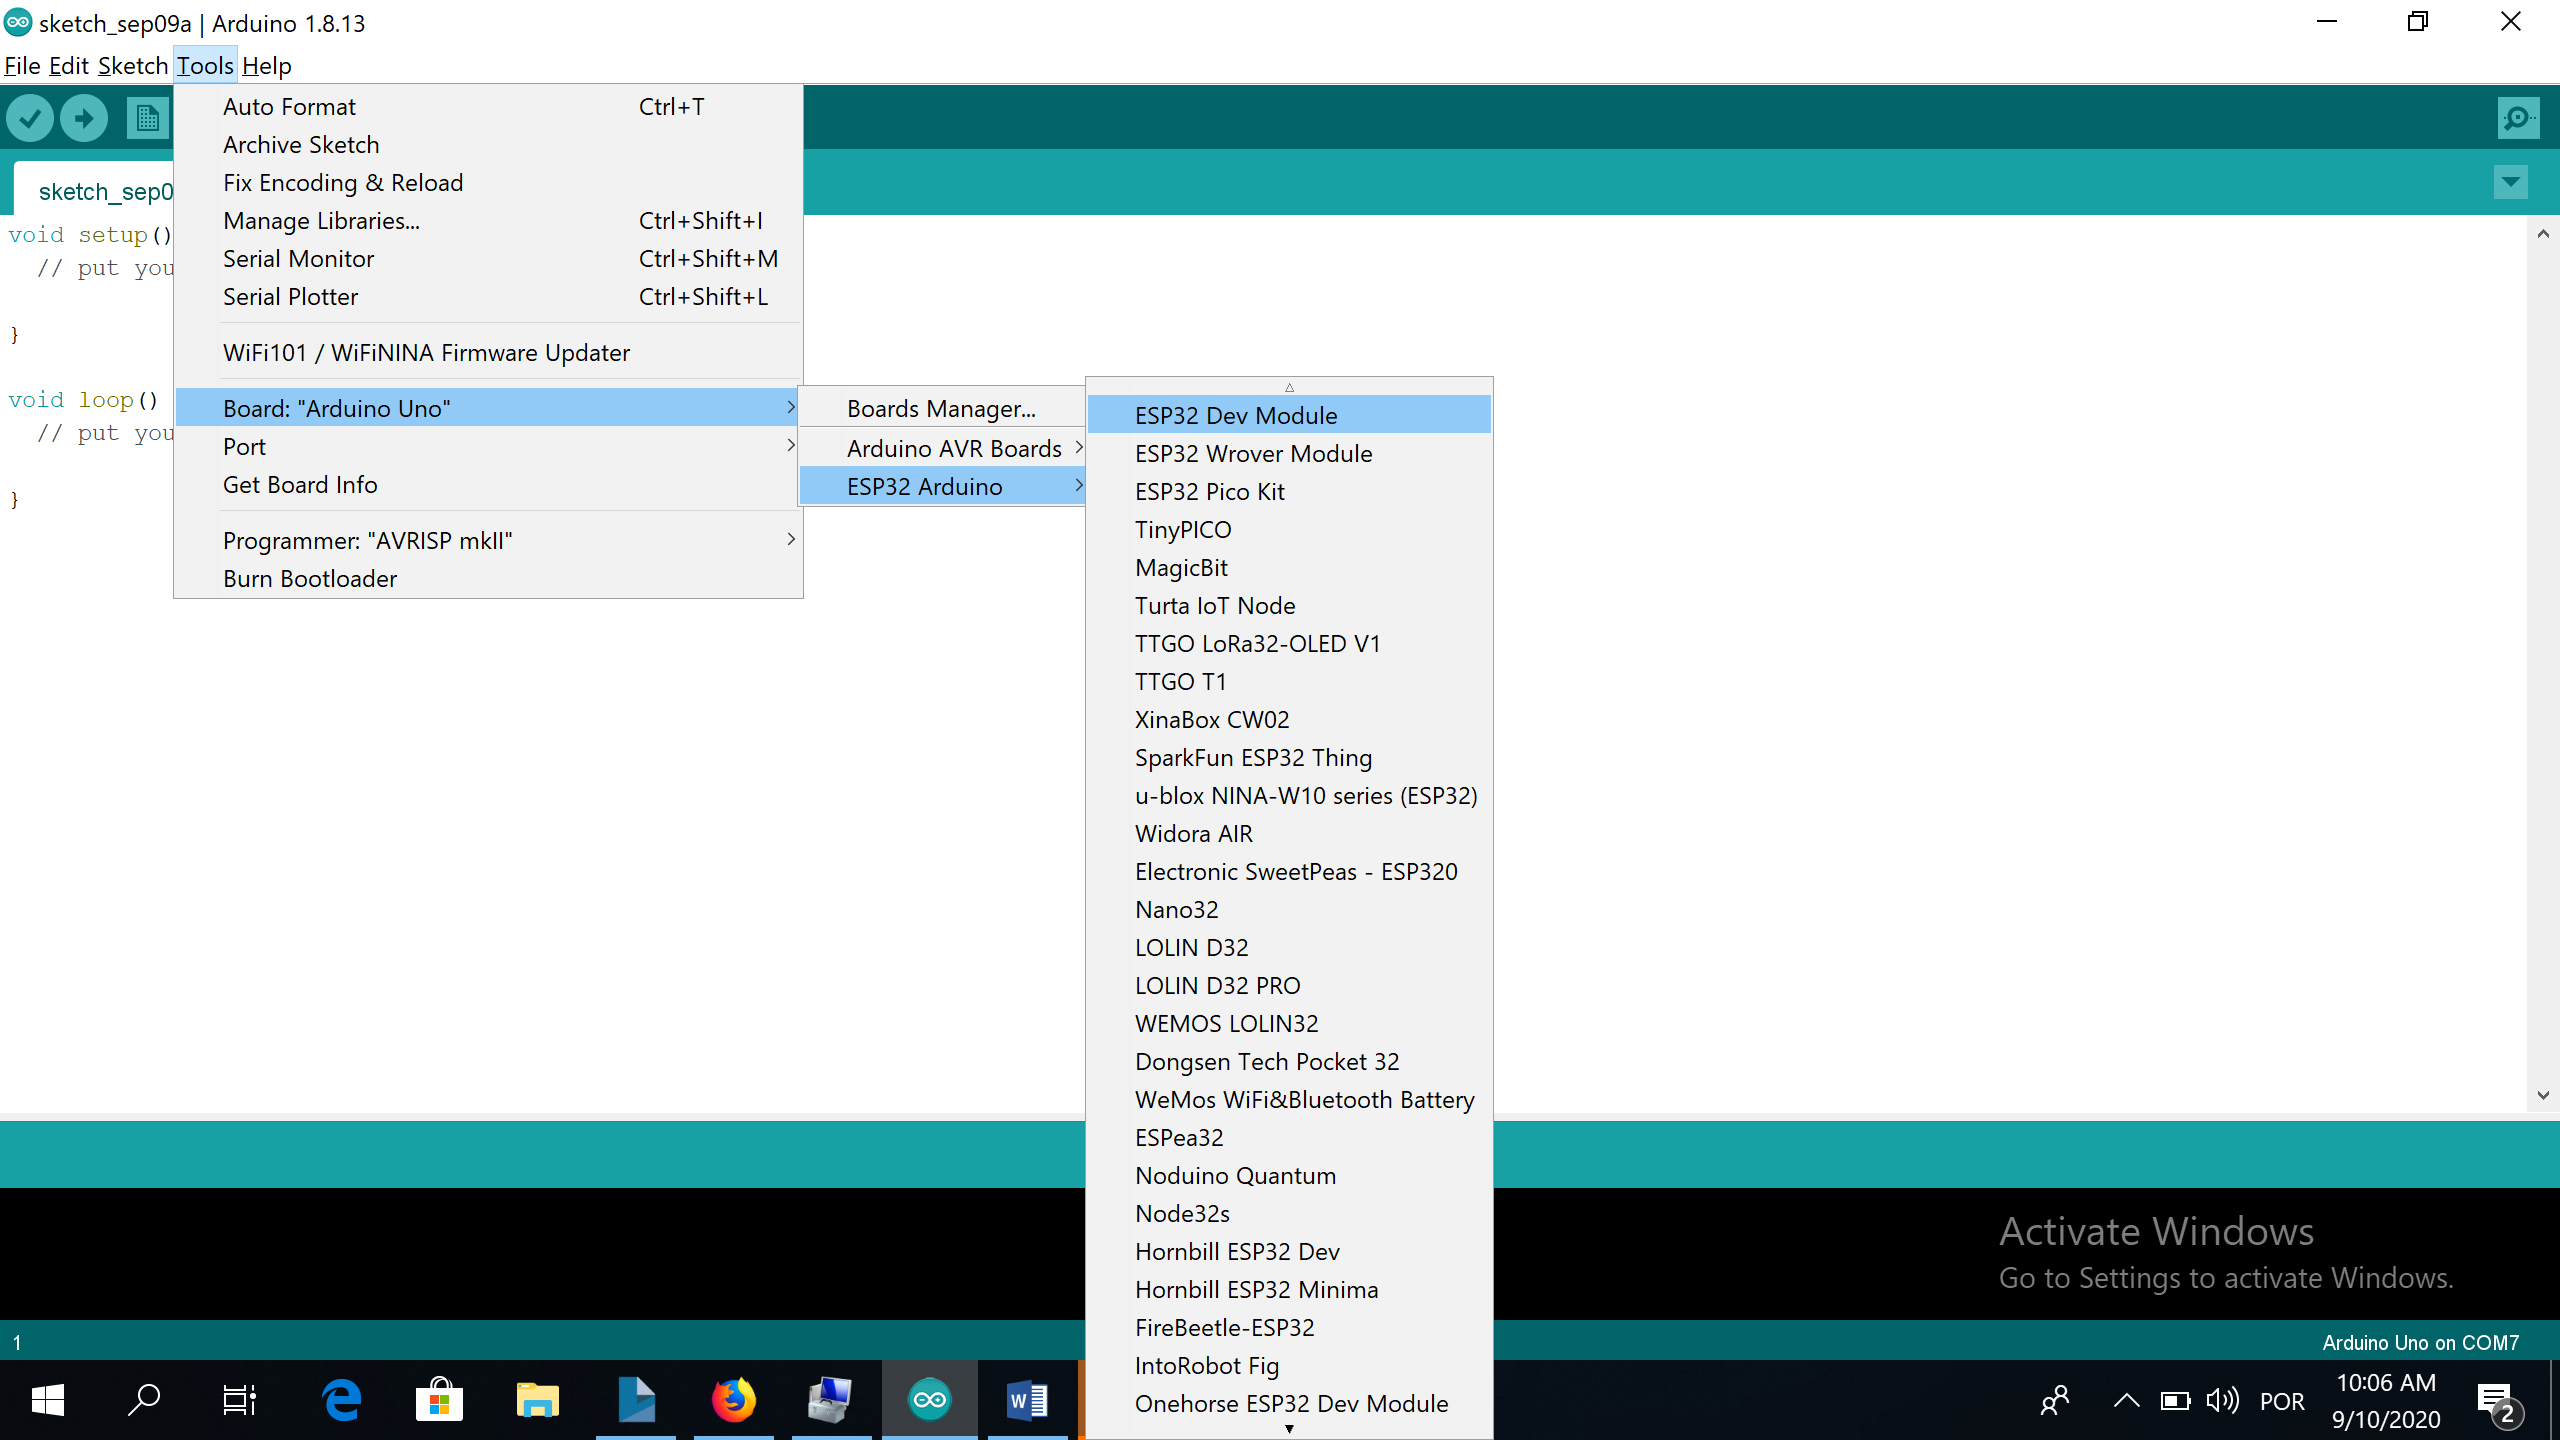 sketch_sep09a | Arduino 1.8.13
File Edit Sketch Tools Help
sketch_sep0
void setup()
// put you
}
void loop()
// put you
}
Auto Format Ctrl+T
Archive Sketch
Fix Encoding & Reload
Manage Libraries... Ctrl+Shift+I
Serial Monitor Ctrl+Shift+M
Serial Plotter Ctrl+Shift+L
WiFi101 / WiFiNINA Firmware Updater
Board: "Arduino Uno"
Port
Get Board Info
Programmer: "AVRISP mkII"
Burn Bootloader
Boards Manager...
Arduino AVR Boards
ESP32 Arduino
ESP32 Dev Module
ESP32 Wrover Module
ESP32 Pico Kit
TinyPICO
MagicBit
Turta IoT Node
TTGO LoRa32-OLED V1
TTGO T1
XinaBox CW02
SparkFun ESP32 Thing
u-blox NINA-W10 series (ESP32)
Widora AIR
Electronic SweetPeas - ESP320
Nano32
LOLIN D32
LOLIN D32 PRO
WEMOS LOLIN32
Dongsen Tech Pocket 32
WeMos WiFi&Bluetooth Battery
ESPea32
Noduino Quantum
Node32s
Hornbill ESP32 Dev
Hornbill ESP32 Minima
FireBeetle-ESP32
IntoRobot Fig
Onehorse ESP32 Dev Module
Activate Windows
Go to Settings to activate Windows.
1
Arduino Uno on COM7
W
POR
10:06 AM
9/10/2020
2